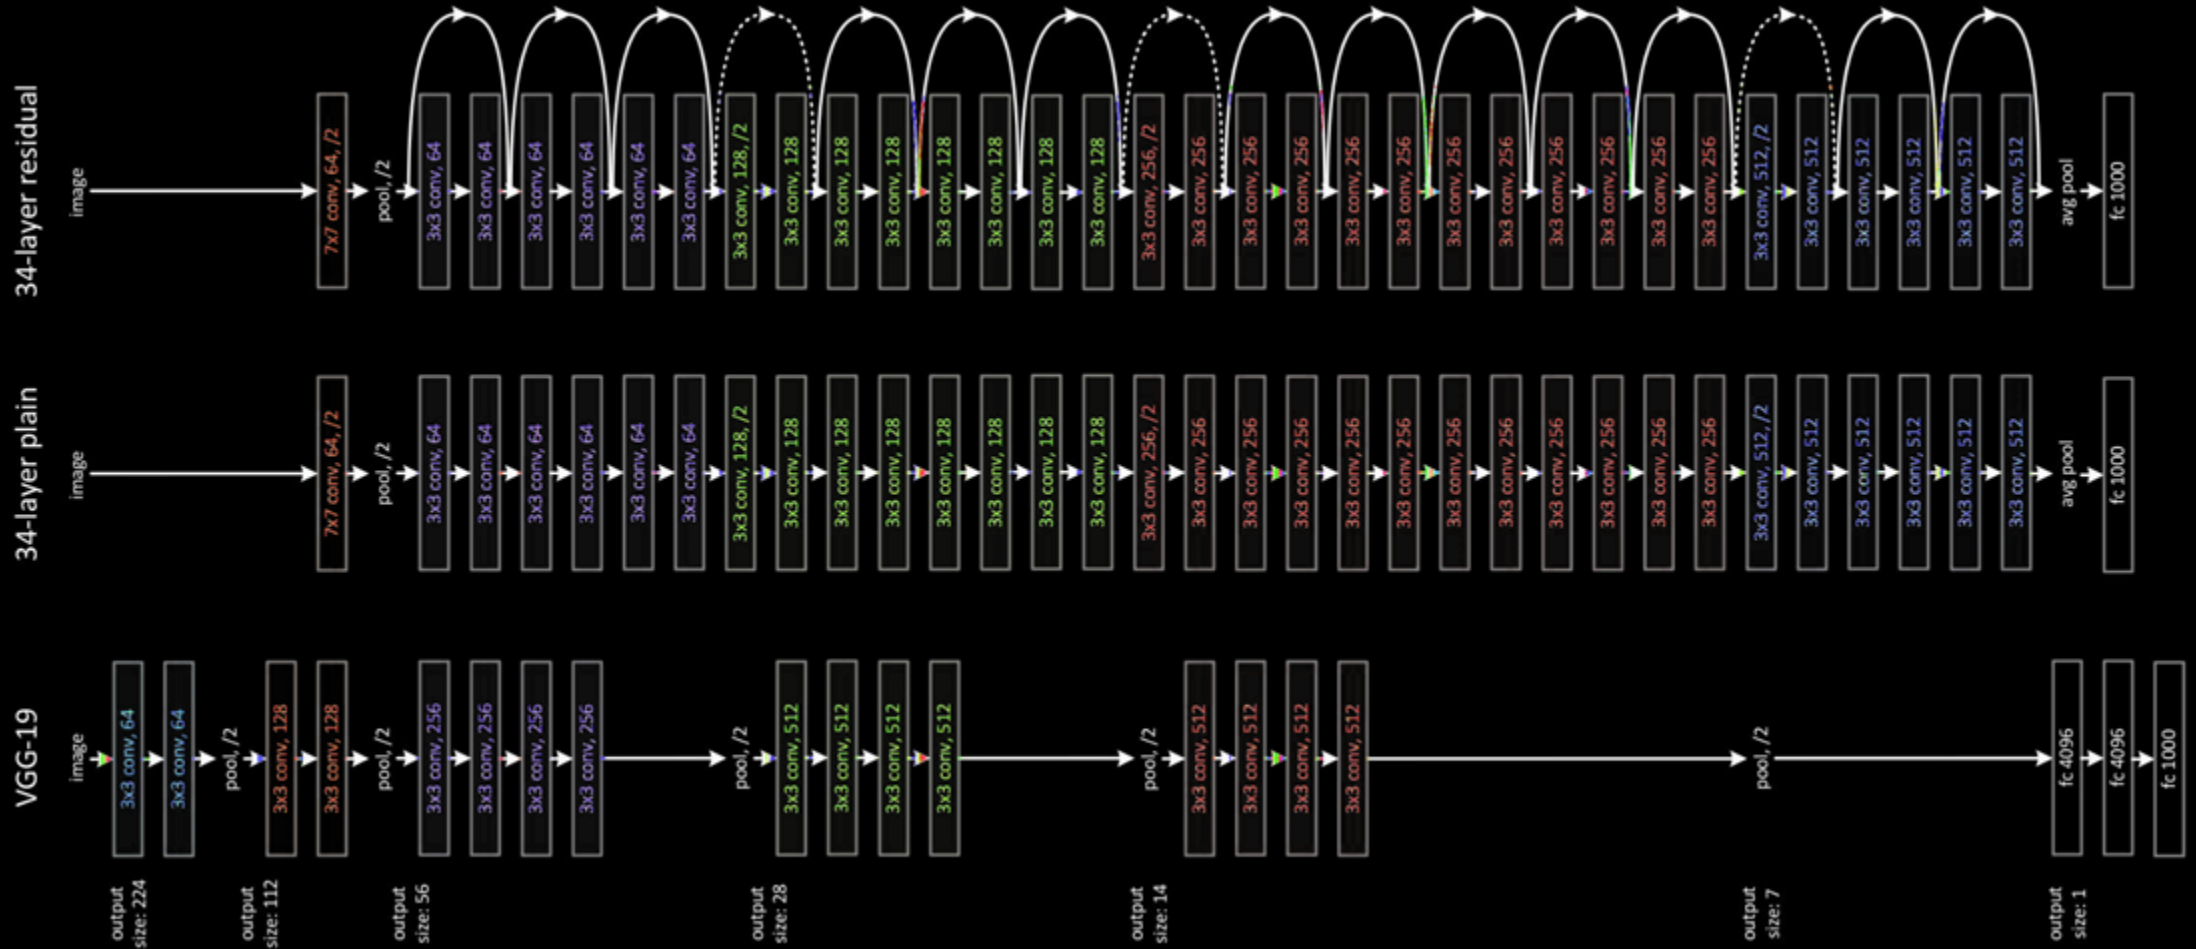 34-layer residual
image
7x7 conv, 64, /2
pool, /2
3x3 conv, 64
3x3 conv, 64
3x3 conv, 64
3x3 conv, 64
3x3 conv, 64
3x3 conv, 64
3x3 conv, 128, /2
3x3 conv, 128
3x3 conv, 128
3x3 conv, 128
3x3 conv, 128
3x3 conv, 128
3x3 conv, 128
3x3 conv, 128
3x3 conv, 256, /2
3x3 conv, 256
3x3 conv, 256
3x3 conv, 256
3x3 conv, 256
3x3 conv, 256
3x3 conv, 256
3x3 conv, 256
3x3 conv, 256
3x3 conv, 256
3x3 conv, 256
3x3 conv, 256
3x3 conv, 512, /2
3x3 conv, 512
3x3 conv, 512
3x3 conv, 512
3x3 conv, 512
3x3 conv, 512
avg pool
fc 1000
34-layer plain
image
7x7 conv, 64, /2
pool, /2
3x3 conv, 64
3x3 conv, 64
3x3 conv, 64
3x3 conv, 64
3x3 conv, 64
3x3 conv, 64
3x3 conv, 128, /2
3x3 conv, 128
3x3 conv, 128
3x3 conv, 128
3x3 conv, 128
3x3 conv, 128
3x3 conv, 128
3x3 conv, 128
3x3 conv, 256, /2
3x3 conv, 256
3x3 conv, 256
3x3 conv, 256
3x3 conv, 256
3x3 conv, 256
3x3 conv, 256
3x3 conv, 256
3x3 conv, 256
3x3 conv, 256
3x3 conv, 256
3x3 conv, 256
3x3 conv, 512, /2
3x3 conv, 512
3x3 conv, 512
3x3 conv, 512
3x3 conv, 512
3x3 conv, 512
avg pool
fc 1000
VGG-19
image
3x3 conv, 64
3x3 conv, 64
pool, /2
3x3 conv, 128
3x3 conv, 128
pool, /2
3x3 conv, 256
3x3 conv, 256
3x3 conv, 256
3x3 conv, 256
pool, /2
3x3 conv, 512
3x3 conv, 512
3x3 conv, 512
3x3 conv, 512
pool, /2
3x3 conv, 512
3x3 conv, 512
3x3 conv, 512
3x3 conv, 512
pool, /2
fc 4096
fc 4096
fc 1000
output
size: 224
output
size: 112
output
size: 56
output
size: 28
output
size: 14
output
size: 7
output
size: 1